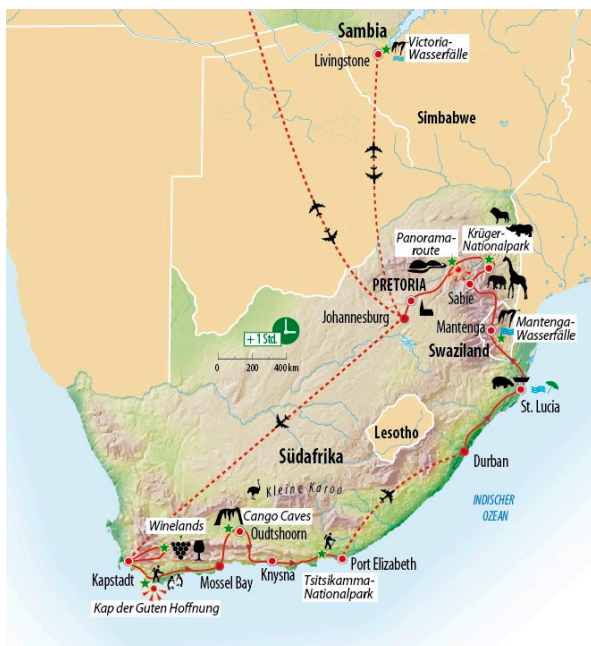 Sambia
Victoria-
Wasserfälle
Livingstone
Simbabwe
Panorama-
route
Krüger-
Nationalpark
PRETORIA
Sabie
Johannesburg
Mantenga
Mantenga-
Wasserfälle
+ 1 Std.
Swaziland
0 200 400 km
St. Lucia
Lesotho
Südafrika
Durban
Kleine Karoo
INDISCHER
OZEAN
Winelands
Cango Caves
Oudtshoorn
Kapstadt
Mossel Bay
Knysna
Port Elizabeth
Tsitsikamma-
Nationalpark
Kap der Guten Hoffnung